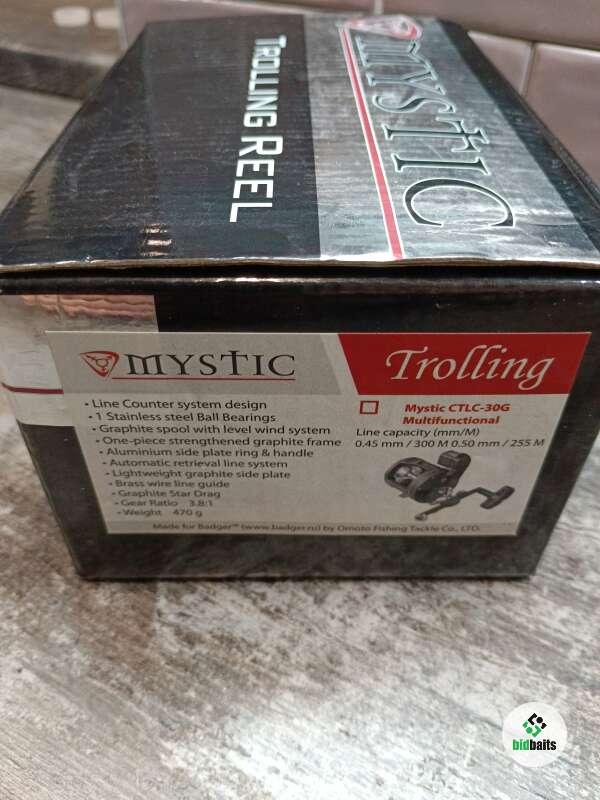 MYSTIC
TROLLING REEL
MYSTIC
Trolling
• Line Counter system design
• 1 Stainless steel Ball Bearings
• Graphite spool with level wind system
• One-piece strengthened graphite frame
• Aluminium side plate ring & handle
• Automatic retrieval line system
• Lightweight graphite side plate
• Brass wire line guide
• Graphite Star Drag
• Gear Ratio 3.8:1
• Weight 470 g
Mystic CTLC-30G
Multifunctional
Line capacity (mm/M)
0.45 mm / 300 M 0.50 mm / 255 M
Made for Badger™ (www.badger.ru) by Omoto Fishing Tackle Co., LTD.
bidbaits